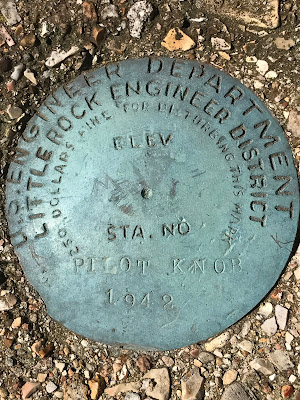 U.S. ENGINEER DEPARTMENT
LITTLE ROCK ENGINEER DISTRICT
$250 DOLLARS FINE FOR DISTURBING THIS MARK
ELEV
STA. NO
PILOT KNOB
1942